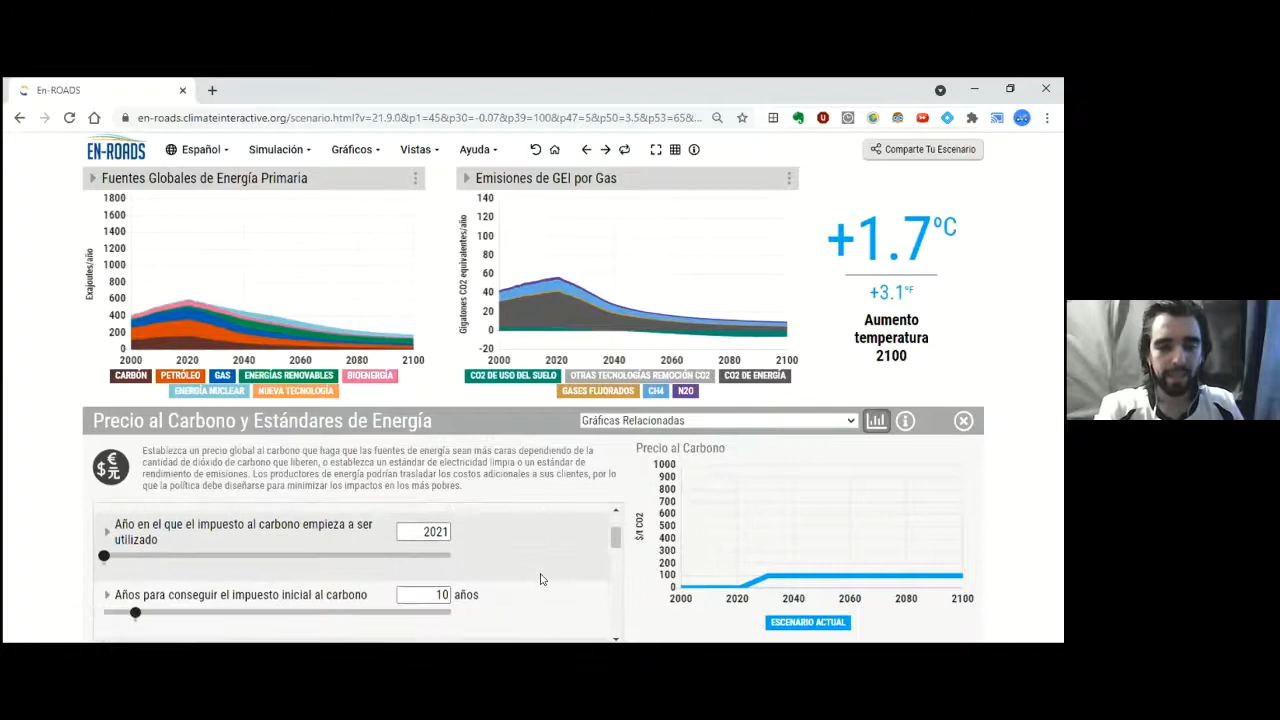 En-ROADS
en-roads.climateinteractive.org/scenario.html?v=21.9.0&p1=45&p30=-0.07&p39=100&p47=5&p50=3.5&p53=65&...
EN-ROADS
Español
Simulación
Gráficos
Vistas
Ayuda
Comparte Tu Escenario
Fuentes Globales de Energía Primaria
Exajoules/año
1800
1600
1400
1200
1000
800
600
400
200
0
2000 2020 2040 2060 2080 2100
CARBÓN PETRÓLEO GAS ENERGÍAS RENOVABLES BIOENERGÍA
ENERGÍA NUCLEAR NUEVA TECNOLOGÍA
Emisiones de GEI por Gas
Gigatones CO2 equivalentes/año
140
120
100
80
60
40
20
0
-20
2000 2020 2040 2060 2080 2100
CO2 DE USO DEL SUELO OTRAS TECNOLOGÍAS REMOCIÓN CO2 CO2 DE ENERGÍA
GASES FLUORADOS CH4 N2O
+1.7ºC
+3.1°F
Aumento
temperatura
2100
Precio al Carbono y Estándares de Energía
Gráficas Relacionadas
Establezca un precio global al carbono que haga que las fuentes de energía sean más caras dependiendo de la
cantidad de dióxido de carbono que liberen, o establezca un estándar de electricidad limpia o un estándar de
rendimiento de emisiones. Los productores de energía podrían trasladar los costos adicionales a sus clientes, por lo
que la política debe diseñarse para minimizar los impactos en los más pobres.
Año en el que el impuesto al carbono empieza a ser
utilizado
2021
Años para conseguir el impuesto inicial al carbono
10 años
Precio al Carbono
$/t CO2
1000
900
800
700
600
500
400
300
200
100
0
2000 2020 2040 2060 2080 2100
ESCENARIO ACTUAL